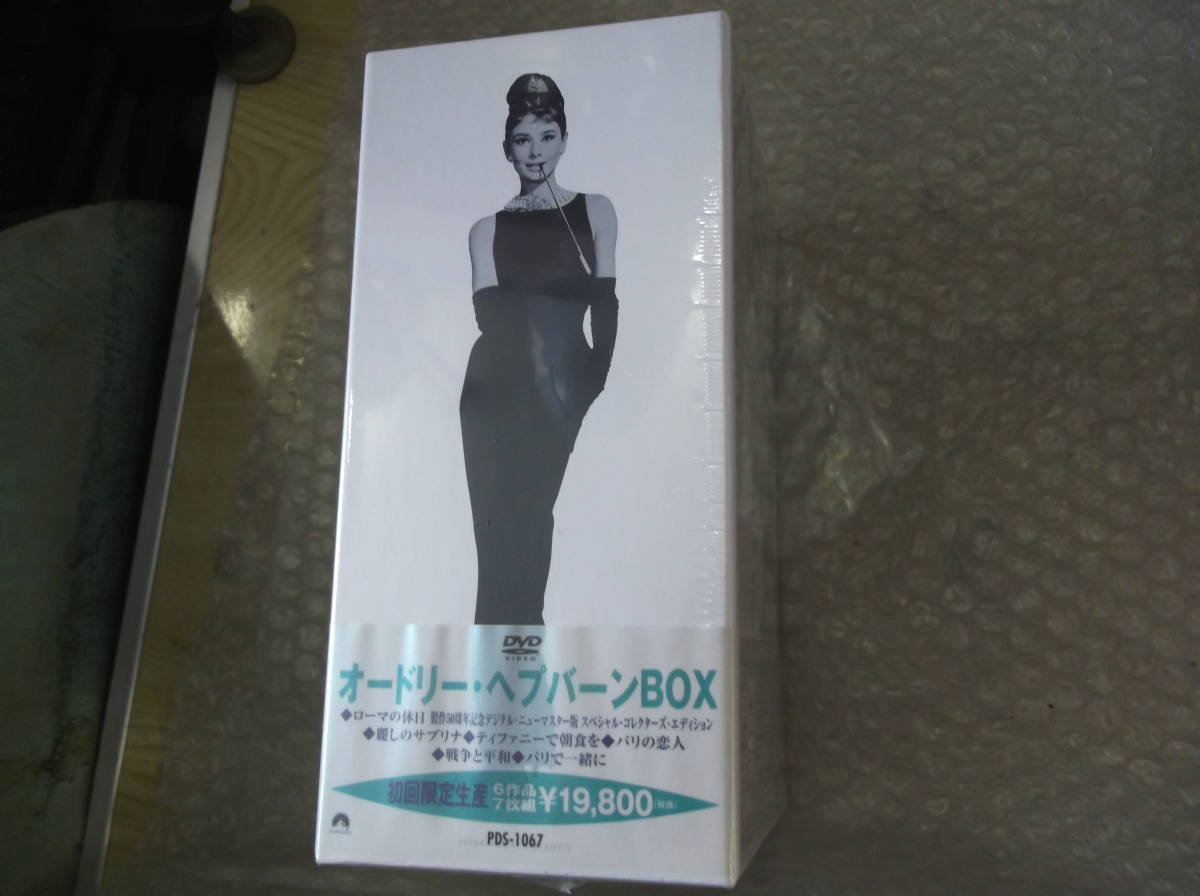 DVD
VIDEO
オードリー・ヘプバーンBOX
◆ローマの休日 製作50周年記念デジタル・ニューマスター版 スペシャル・コレクターズ・エディション
◆麗しのサブリナ◆ティファニーで朝食を◆パリの恋人
◆戦争と平和◆パリで一緒に
初回限定生産 6作品 7枚組 ¥19,800(税抜)
PDS-1067